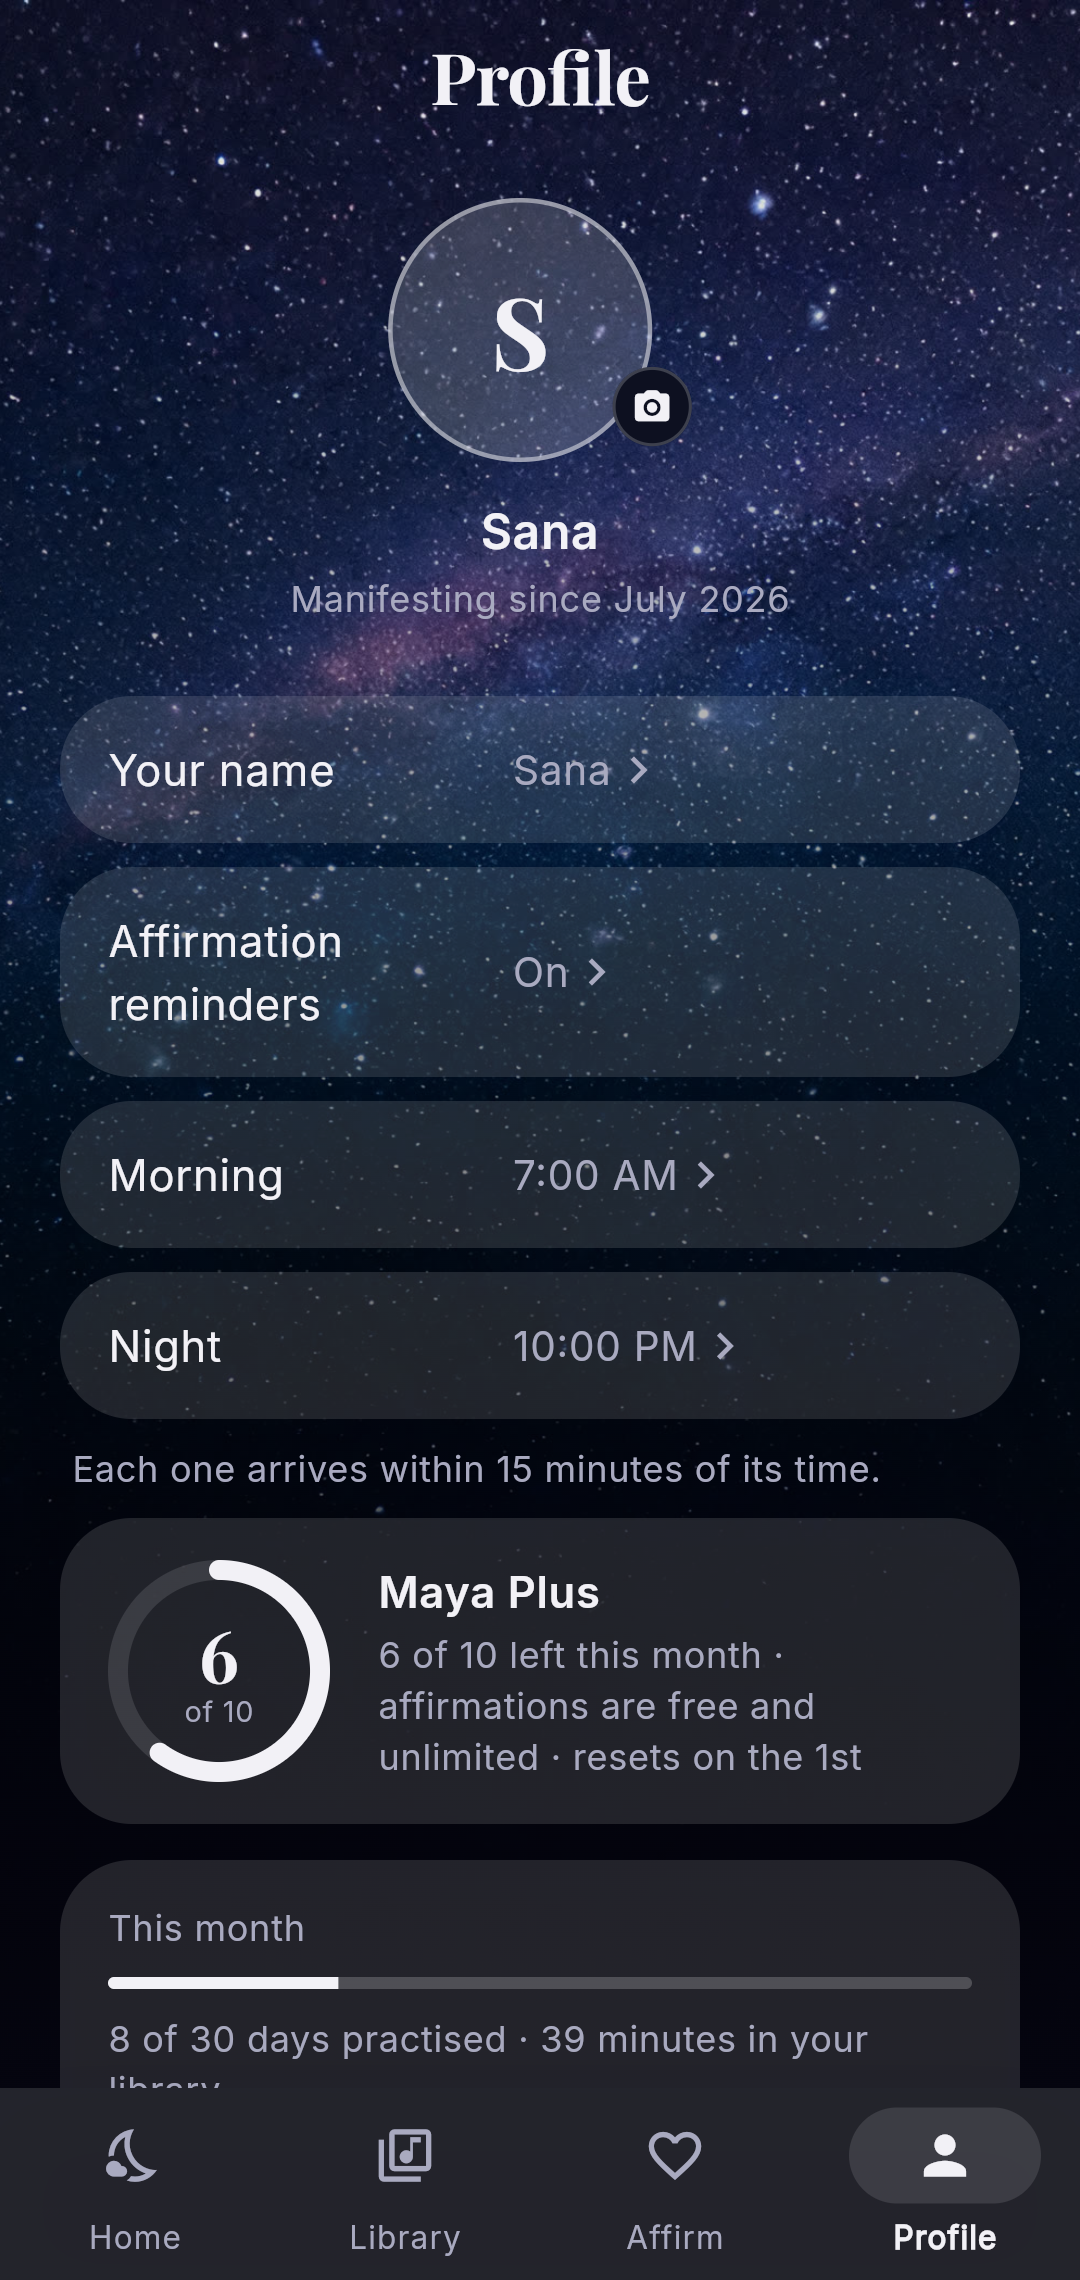 Profile
S
Sana
Manifesting since July 2026
Your name
Sana
Affirmation
reminders
On
Morning
7:00 AM
Night
10:00 PM
Each one arrives within 15 minutes of its time.
6
of 10
Maya Plus
6 of 10 left this month ·
affirmations are free and
unlimited · resets on the 1st
This month
8 of 30 days practised · 39 minutes in your
library
Home
Library
Affirm
Profile